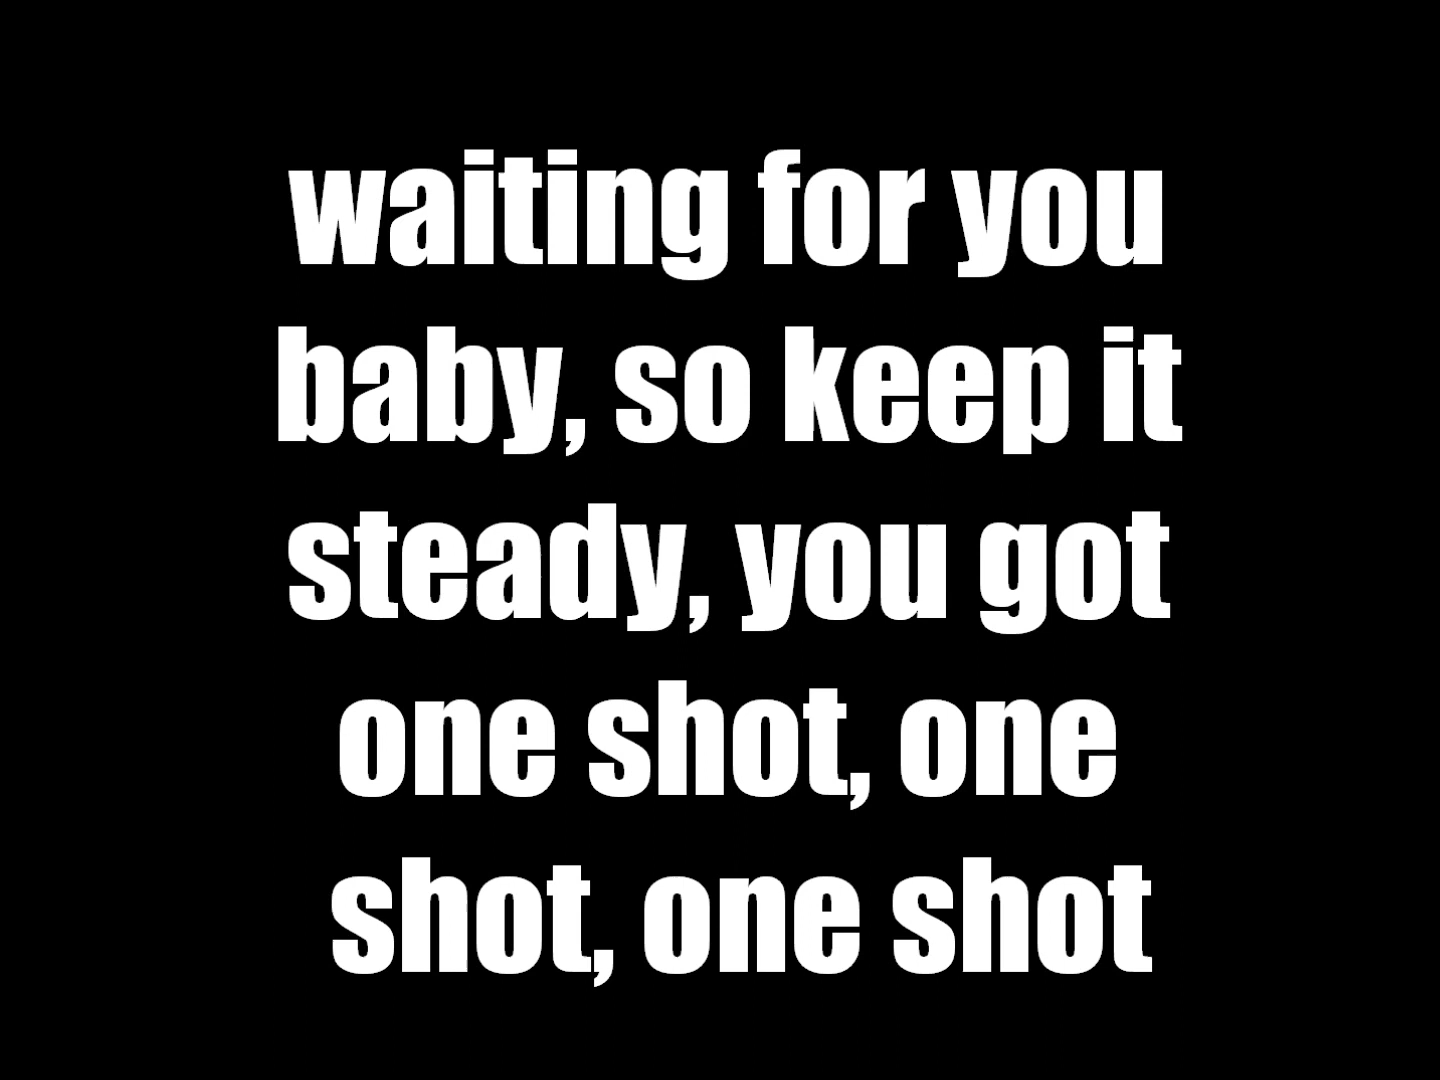 waiting for you
baby, so keep it
steady, you got
one shot, one
shot, one shot